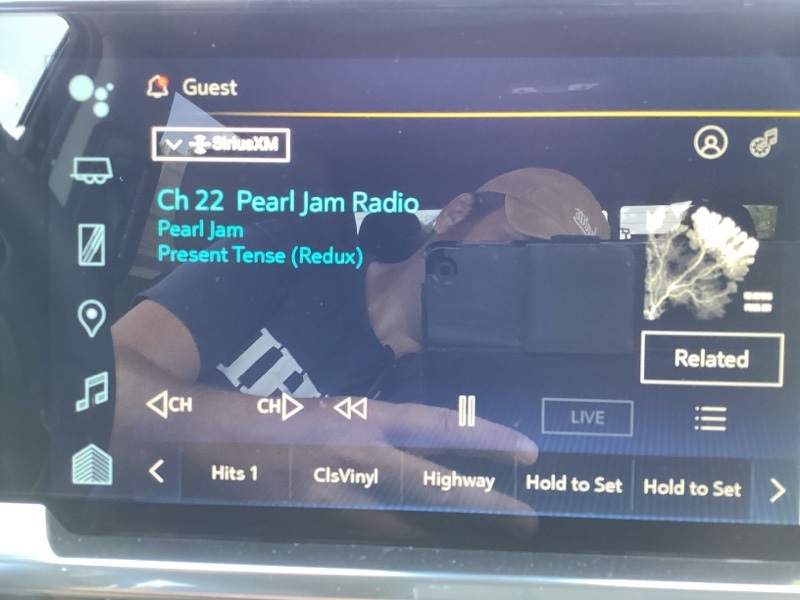 Guest
SiriusXM
Ch 22 Pearl Jam Radio
Pearl Jam
Present Tense (Redux)
Related
CH
CH
LIVE
Hits 1
ClsVinyl
Highway
Hold to Set
Hold to Set